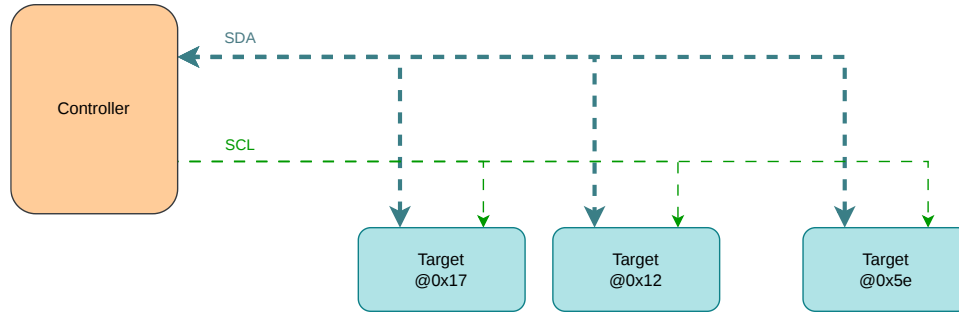 SDA
Controller
SCL
Target
@0x17
Target
@0x12
Target
@0x5e